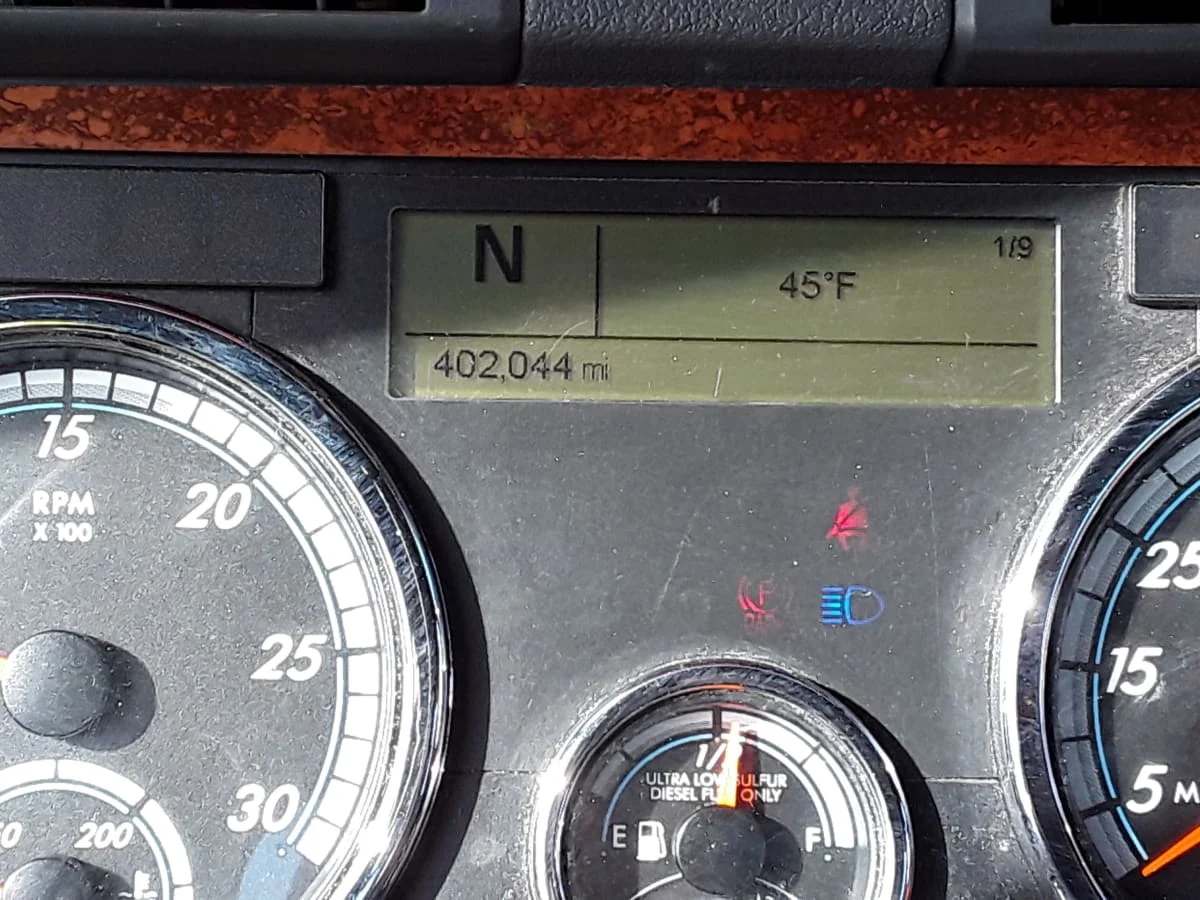 N
1/9
45°F
402,044 mi
15
RPM
X 100
20
25
30
200
25
15
5
1/2
ULTRA LOW SULFUR
DIESEL FUEL ONLY
E
F